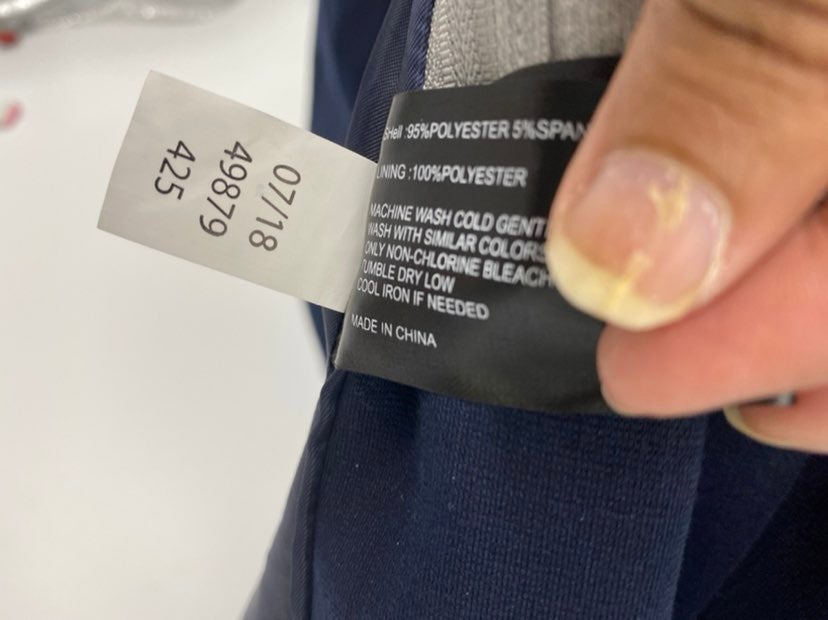 07/18
49879
425
Shell :95%POLYESTER 5%SPAN
LINING :100%POLYESTER
MACHINE WASH COLD GENT
WASH WITH SIMILAR COLORS
ONLY NON-CHLORINE BLEACH
TUMBLE DRY LOW
COOL IRON IF NEEDED
MADE IN CHINA